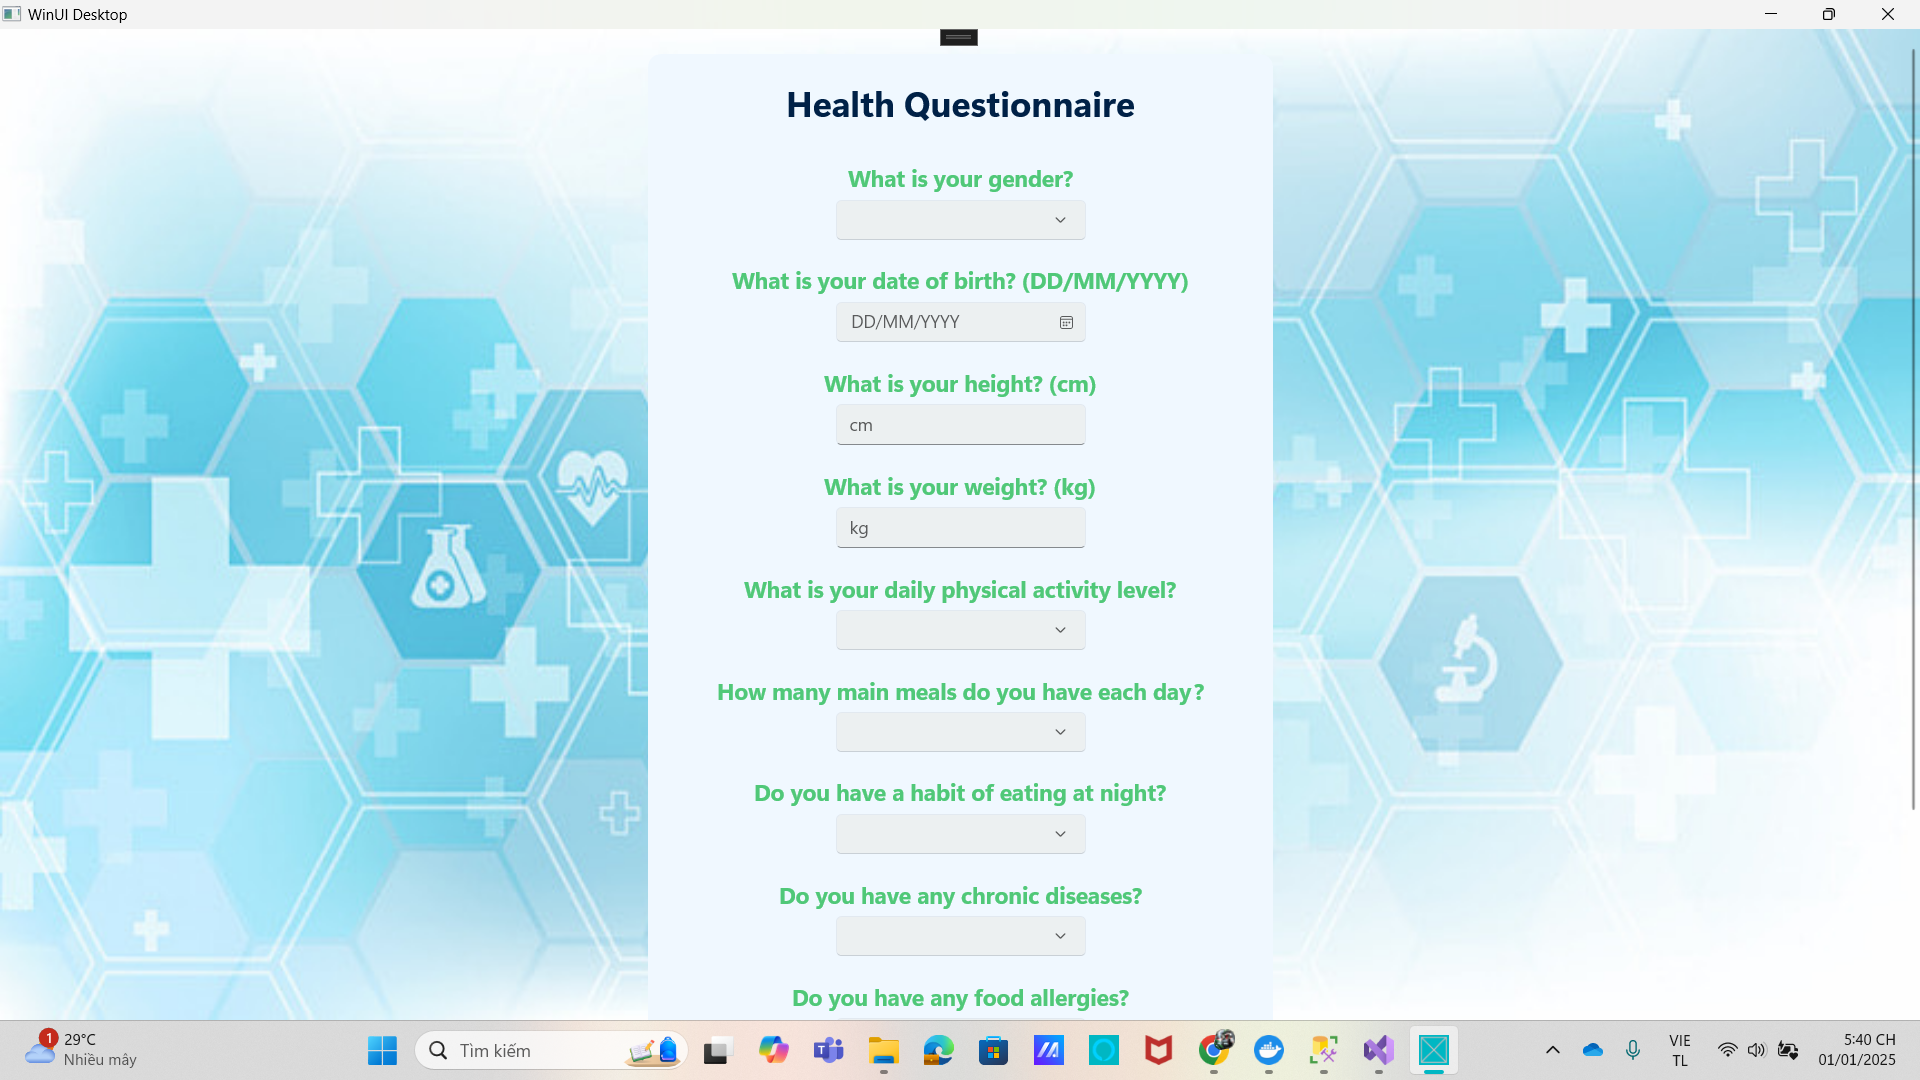 WinUI Desktop
Health Questionnaire
What is your gender?
What is your date of birth? (DD/MM/YYYY)
DD/MM/YYYY
What is your height? (cm)
cm
What is your weight? (kg)
kg
What is your daily physical activity level?
How many main meals do you have each day?
Do you have a habit of eating at night?
Do you have any chronic diseases?
Do you have any food allergies?
1
29°C
Nhiều mây
Tìm kiếm
VIE
TL
5:40 CH
01/01/2025